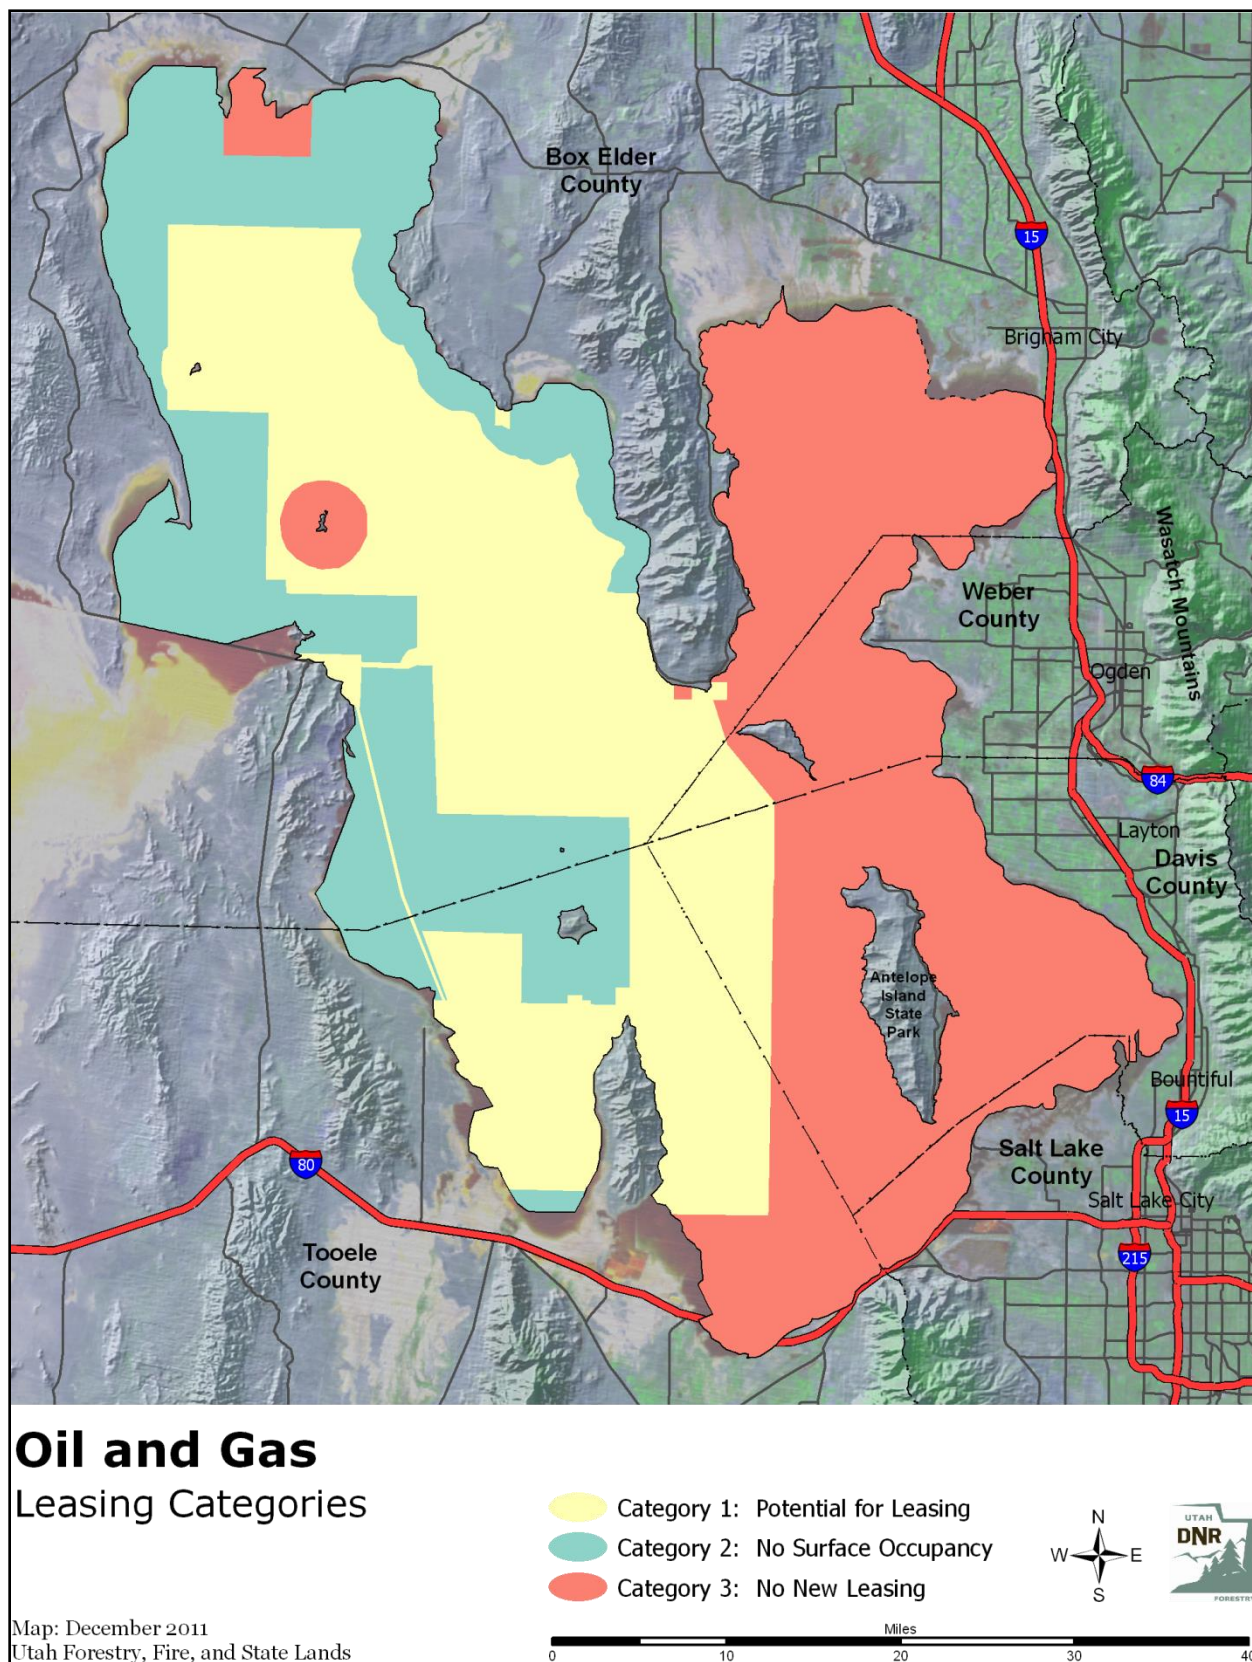 Box Elder
County
15
Brigham City
Wasatch Mountains
Weber
County
Ogden
84
Layton
Davis
County
Antelope
Island
State
Park
Bountiful
15
Salt Lake
County
Salt Lake City
80
Tooele
County
215
Oil and Gas
Leasing Categories
Category 1: Potential for Leasing
Category 2: No Surface Occupancy
Category 3: No New Leasing
N
W E
S
UTAH
DNR
FORESTRY
Map: December 2011
Utah Forestry, Fire, and State Lands
Miles
0 10 20 30 40